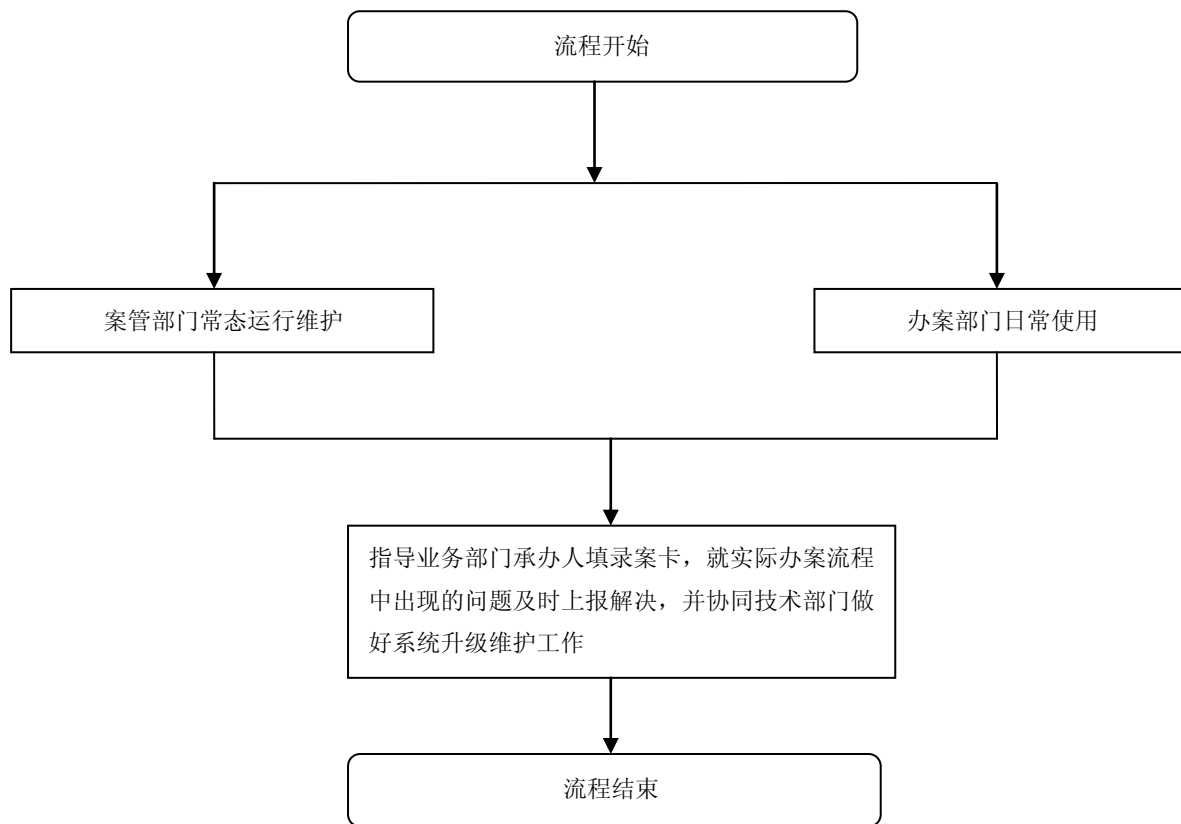 流程开始
案管部门常态运行维护
办案部门日常使用
指导业务部门承办人填录案卡，就实际办案流程
中出现的问题及时上报解决，并协同技术部门做
好系统升级维护工作
流程结束